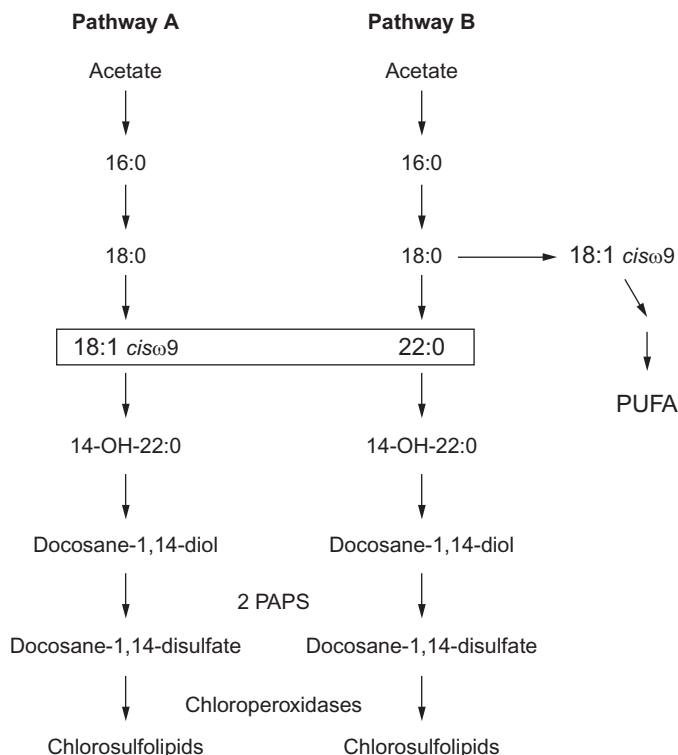 Pathway A Pathway B
Acetate Acetate
16:0 16:0
18:0 18:0 18:1 cisω9
18:1 cisω9 22:0
PUFA
14-OH-22:0 14-OH-22:0
Docosane-1,14-diol Docosane-1,14-diol
2 PAPS
Docosane-1,14-disulfate Docosane-1,14-disulfate
Chloroperoxidases
Chlorosulfolipids Chlorosulfolipids